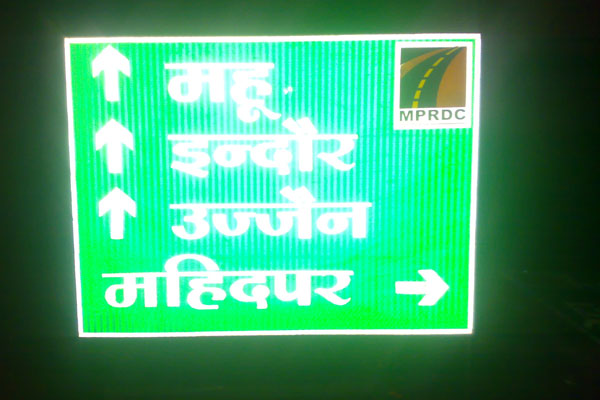 MPRDC
महू
इन्दौर
उज्जैन
महिदपर